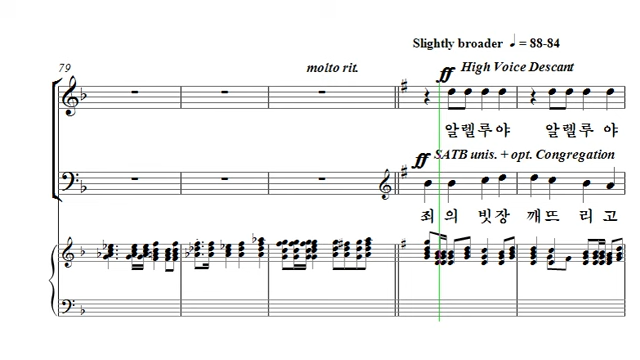 Slightly broader ♩ = 88-84
79
molto rit.
ff High Voice Descant
알렐루야 알렐루 야
ff SATB unis. + opt. Congregation
죄 의 빗장 깨뜨 리 고